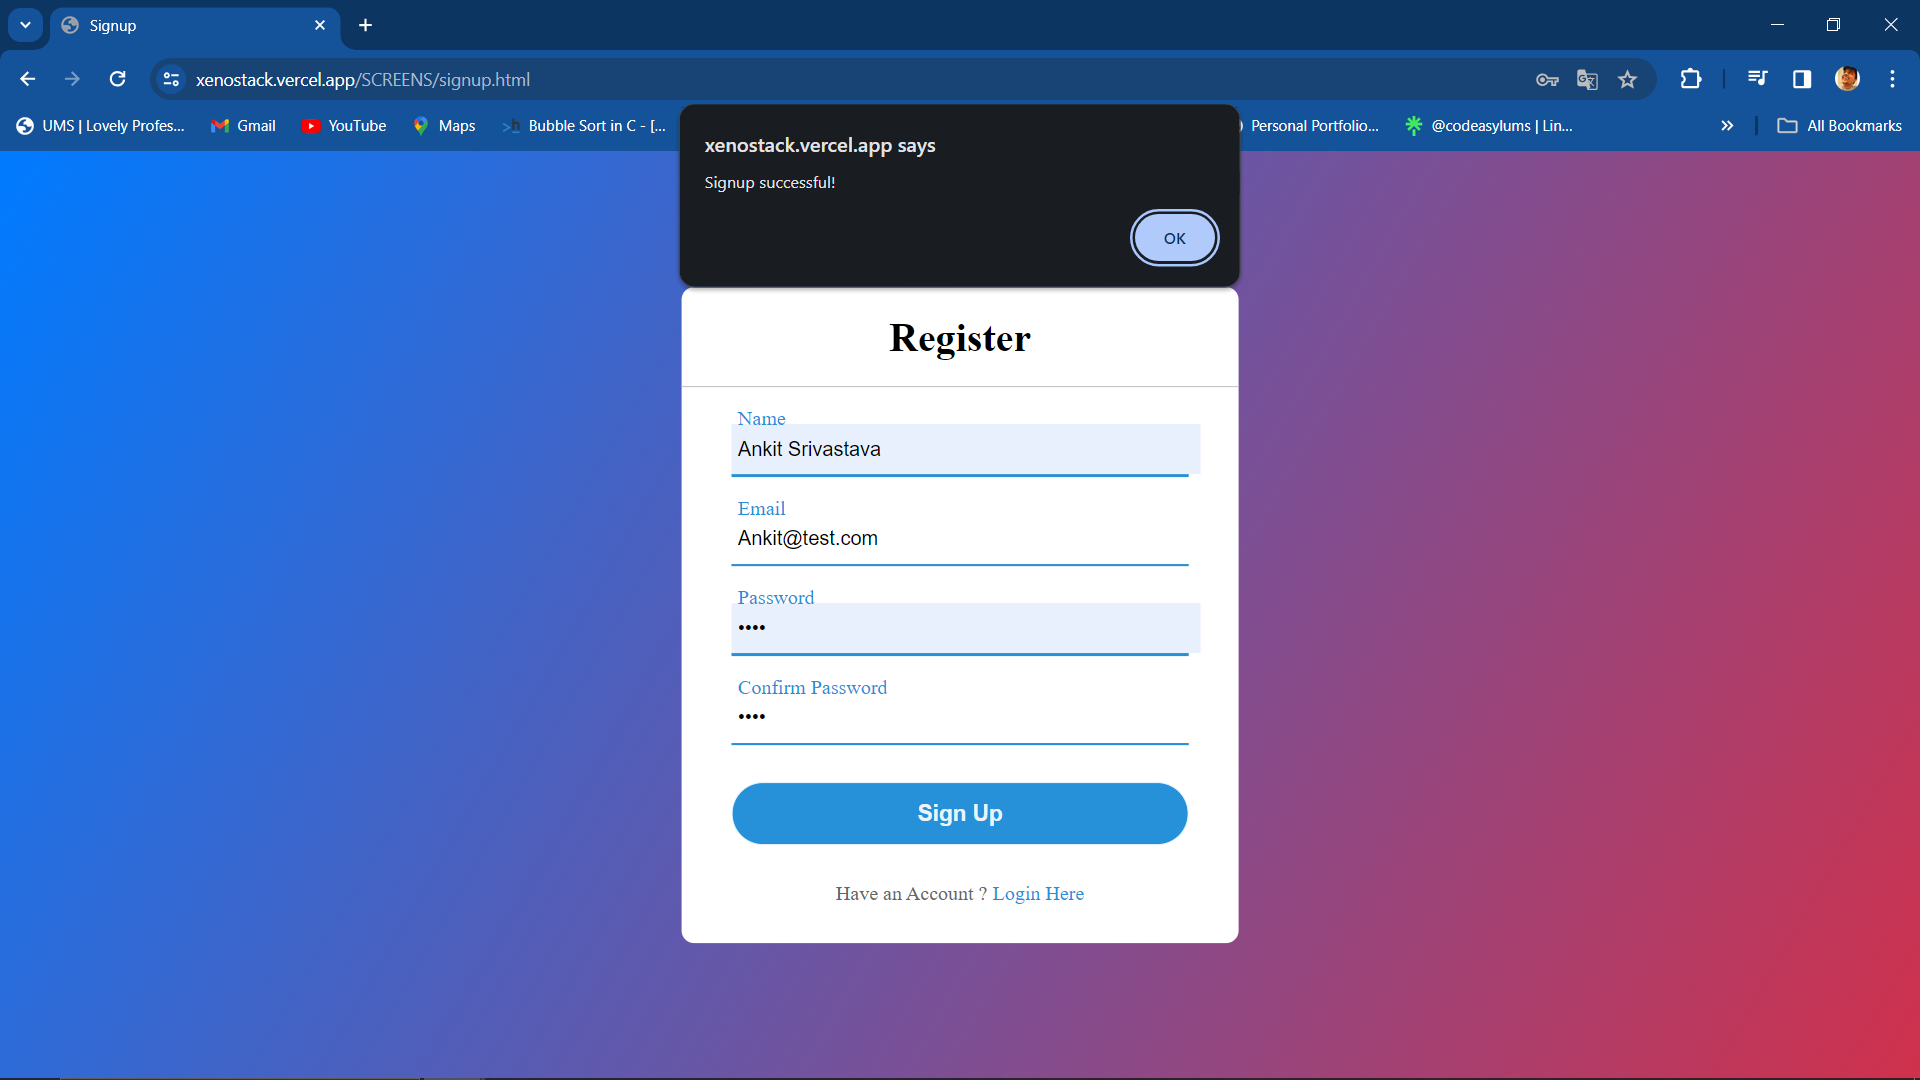 Signup
xenostack.vercel.app/SCREENS/signup.html
UMS | Lovely Profes... Gmail YouTube Maps Bubble Sort in C - [... Personal Portfolio... @codeasylums | Lin... All Bookmarks
xenostack.vercel.app says
Signup successful!
OK
Register
Name
Ankit Srivastava
Email
Ankit@test.com
Password
••••
Confirm Password
••••
Sign Up
Have an Account ? Login Here